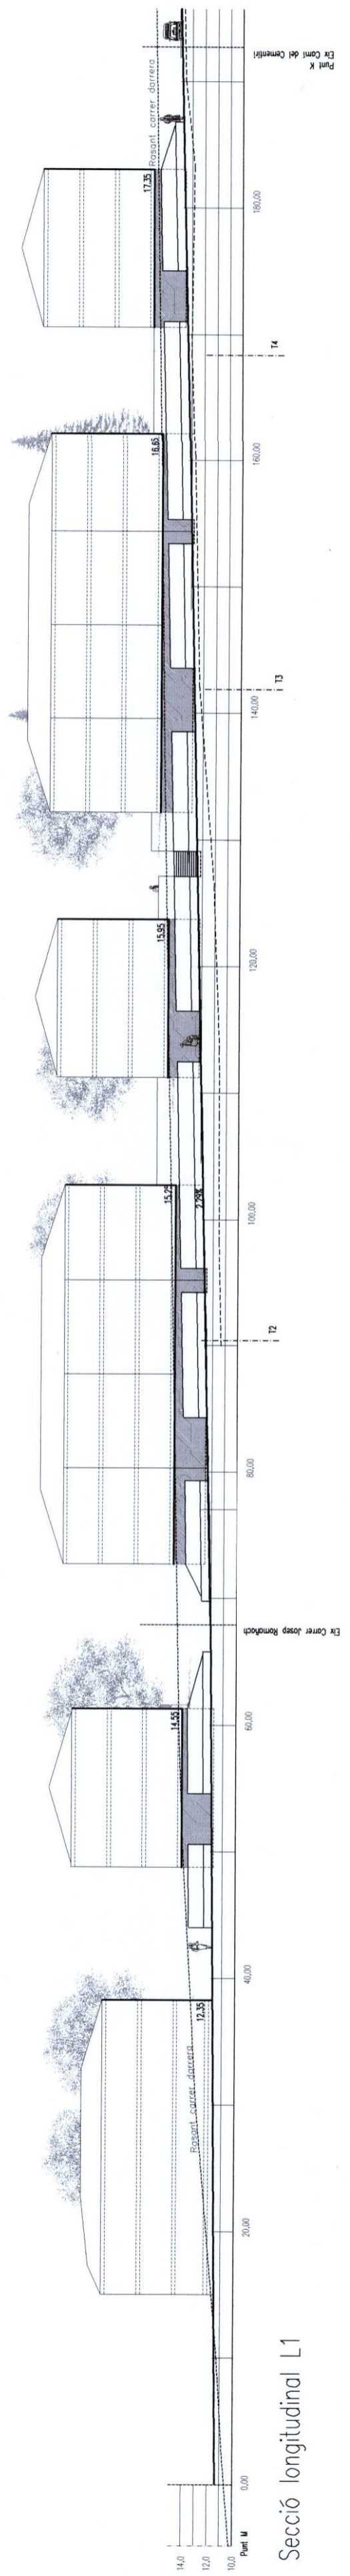 14,0
12,0
10,0
Punt M
0,00
20,00
40,00
60,00
80,00
100,00
120,00
140,00
160,00
180,00
Rasant carrer darrera
12.35
14.55
Eix Carrer Josep Romañach
T2
15.25
2.29%
15.95
T3
16.65
T4
17.35
Rasant carrer darrera
Eix Camí del Cementiri
Punt K
Secció longitudinal L1